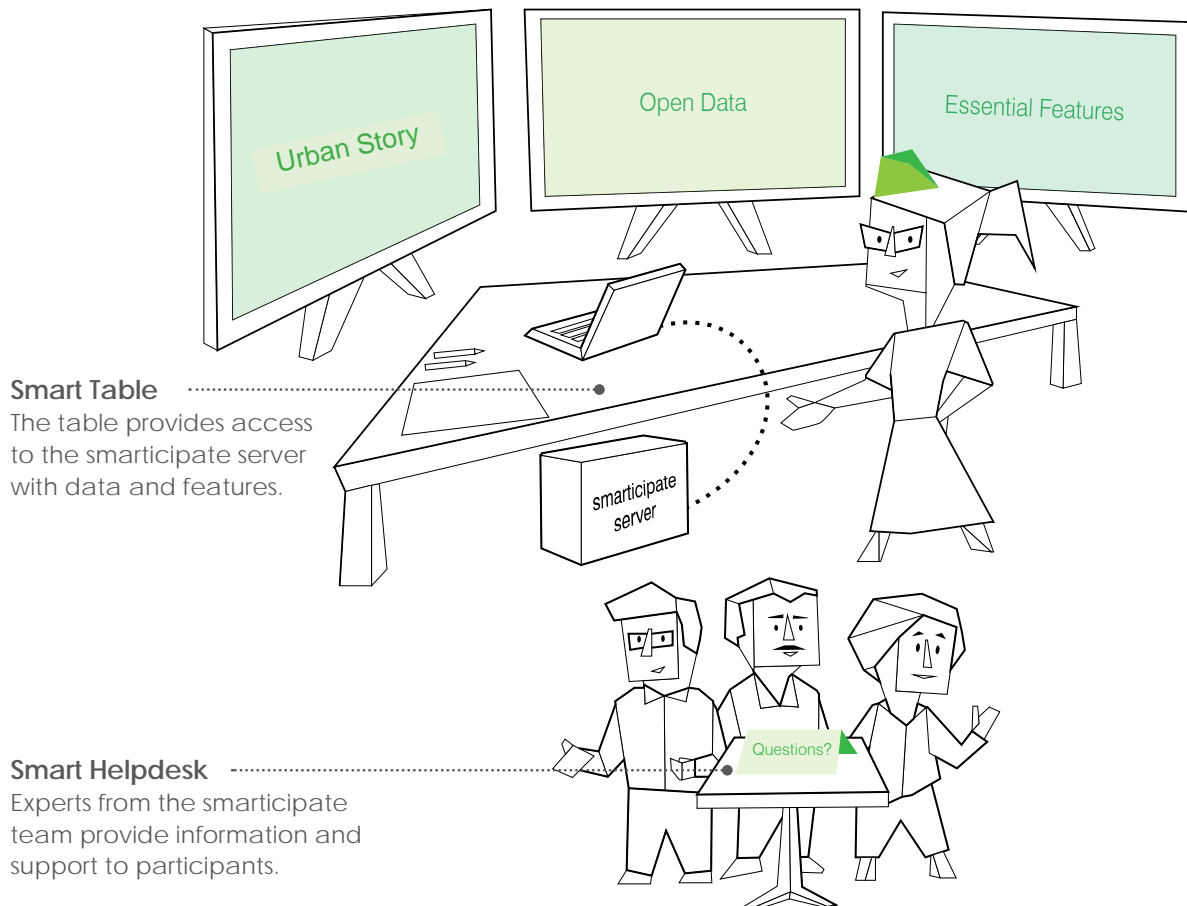 Urban Story
Open Data
Essential Features
Smart Table
The table provides access
to the smarticipate server
with data and features.
smarticipate
server
Questions?
Smart Helpdesk
Experts from the smarticipate
team provide information and
support to participants.